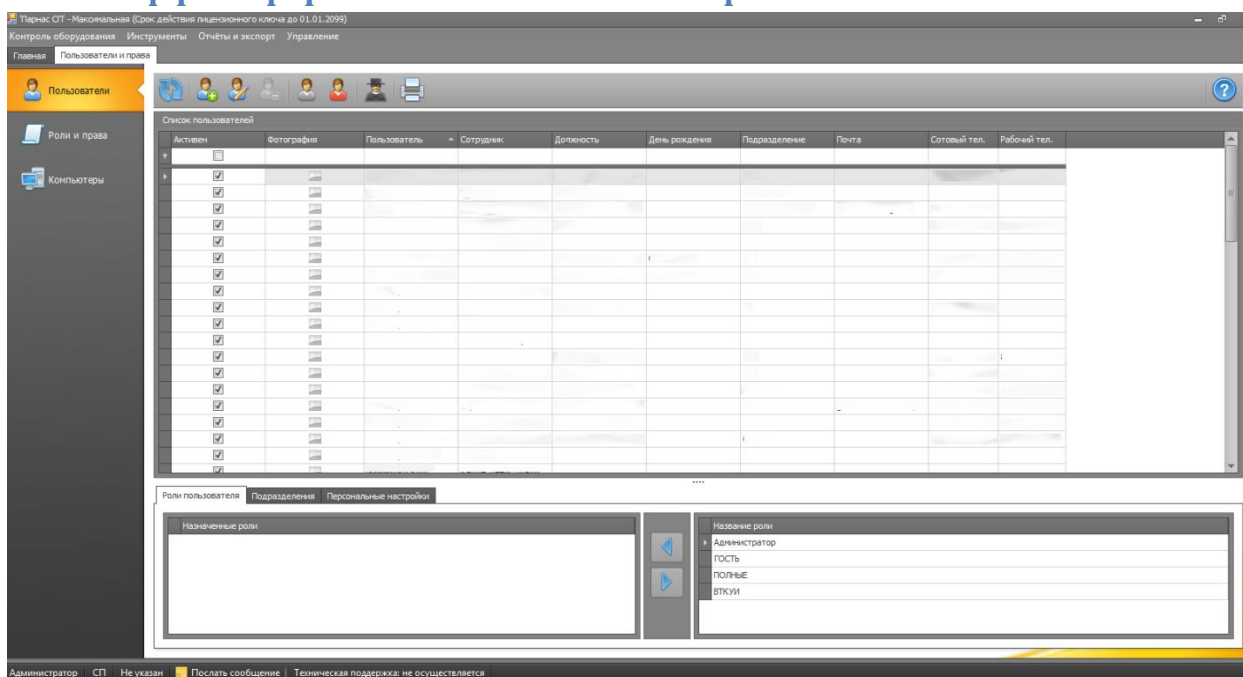 'Парнас СГТ - Максимальная (Срок действия лицензионного ключа до 01.01.2099)
Контроль оборудования Инструменты Отчёты и экспорт Управление
Главная Пользователи и права
Пользователи
Роли и права
Компьютеры
Список пользователей
Активен Фотография Пользователь Сотрудник Должность День рождения Подразделение Почта Сотовый тел. Рабочий тел.
Роли пользователя Подразделения Персональные настройки
Назначенные роли
Название роли
Администратор
ГОСТЬ
ПОЛНЫЕ
ВТКУИ
Администратор СП Не указан Послать сообщение Техническая поддержка: не осуществляется